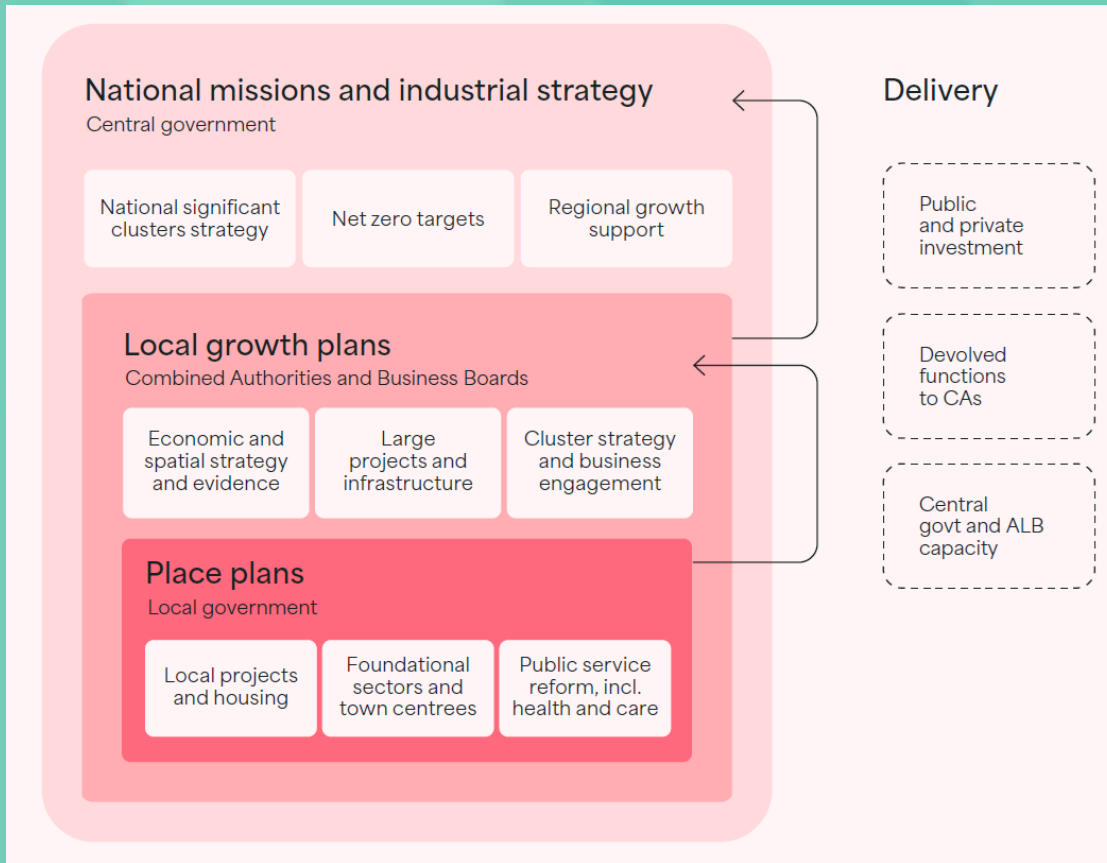 National missions and industrial strategy
Central government
National significant
clusters strategy
Net zero targets
Regional growth
support
Local growth plans
Combined Authorities and Business Boards
Economic and
spatial strategy
and evidence
Large
projects and
infrastructure
Cluster strategy
and business
engagement
Place plans
Local government
Local projects
and housing
Foundational
sectors and
town centrees
Public service
reform, incl.
health and care
Delivery
Public
and private
investment
Devolved
functions
to CAs
Central
govt and ALB
capacity